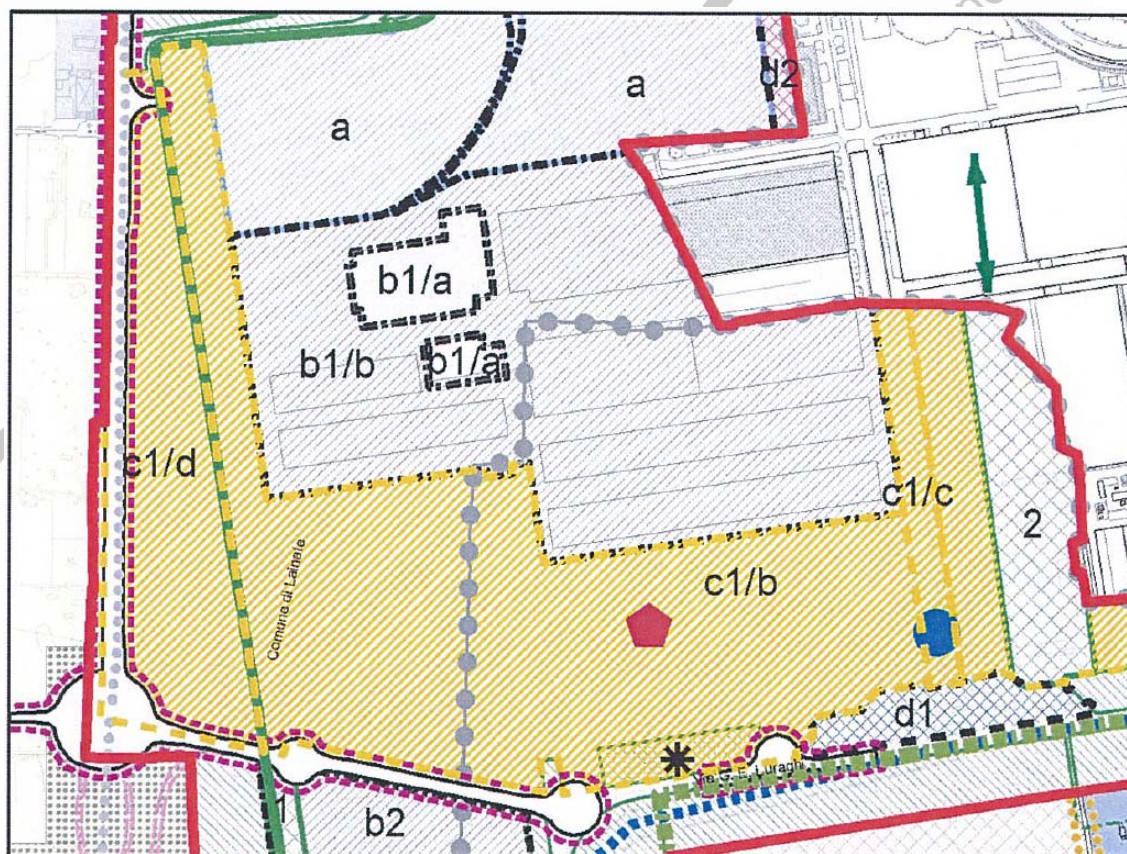 d2
a
a
b1/a
b1/b
b1/a
c1/d
c1/c
2
Comune di Lainate
c1/b
d1
Via G. E. Luraghi
1
b2